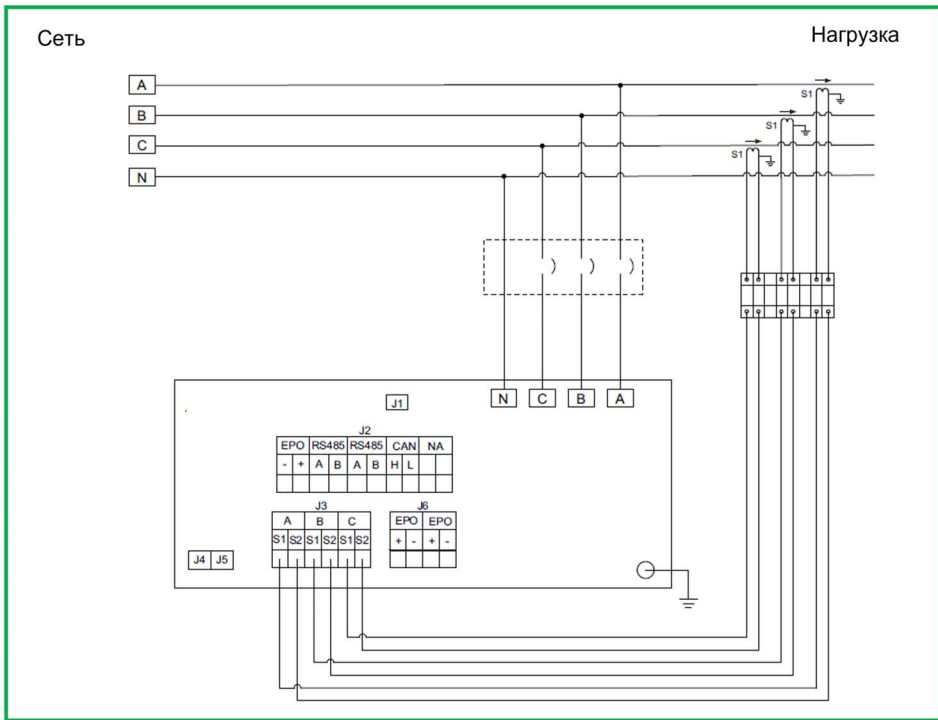 Сеть
Нагрузка
A
S1
B
S1
C
S1
N
N C B A
J1
J2
EPO RS485 RS485 CAN NA
- + A B A B H L
J3
J6
A B C
EPO EPO
S1 S2 S1 S2 S1 S2
+ - + -
J4 J5